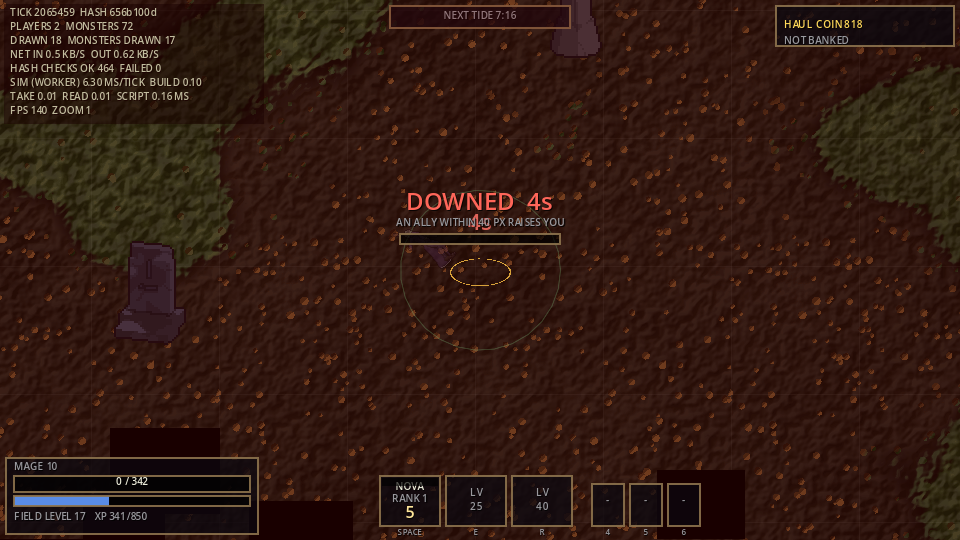 TICK 2065459 HASH 656b100d
PLAYERS 2 MONSTERS 72
DRAWN 18 MONSTERS DRAWN 17
NET IN 0.5 KB/S OUT 0.62 KB/S
HASH CHECKS OK 464 FAILED 0
SIM (WORKER) 6.30 MS/TICK BUILD 0.10
TAKE 0.01 READ 0.01 SCRIPT 0.16 MS
FPS 140 ZOOM 1
NEXT TIDE 7:16
HAUL COIN 818
NOT BANKED
DOWNED 4s
AN ALLY WITHIN 40 PX RAISES YOU
4s
MAGE 10
0 / 342
FIELD LEVEL 17 XP 341/850
NOVA
RANK 1
5
SPACE
LV
25
E
LV
40
R
-
4
-
5
-
6